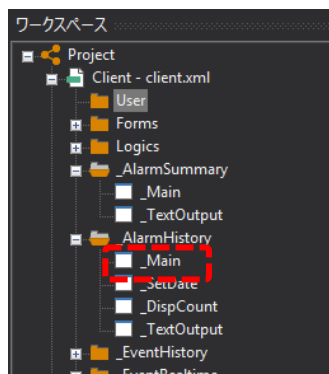 ワークスペース
Project
Client - client.xml
User
Forms
Logics
_AlarmSummary
_Main
_TextOutput
_AlarmHistory
_Main
_SetDate
_DispCount
_TextOutput
_EventHistory
_EventRealtime